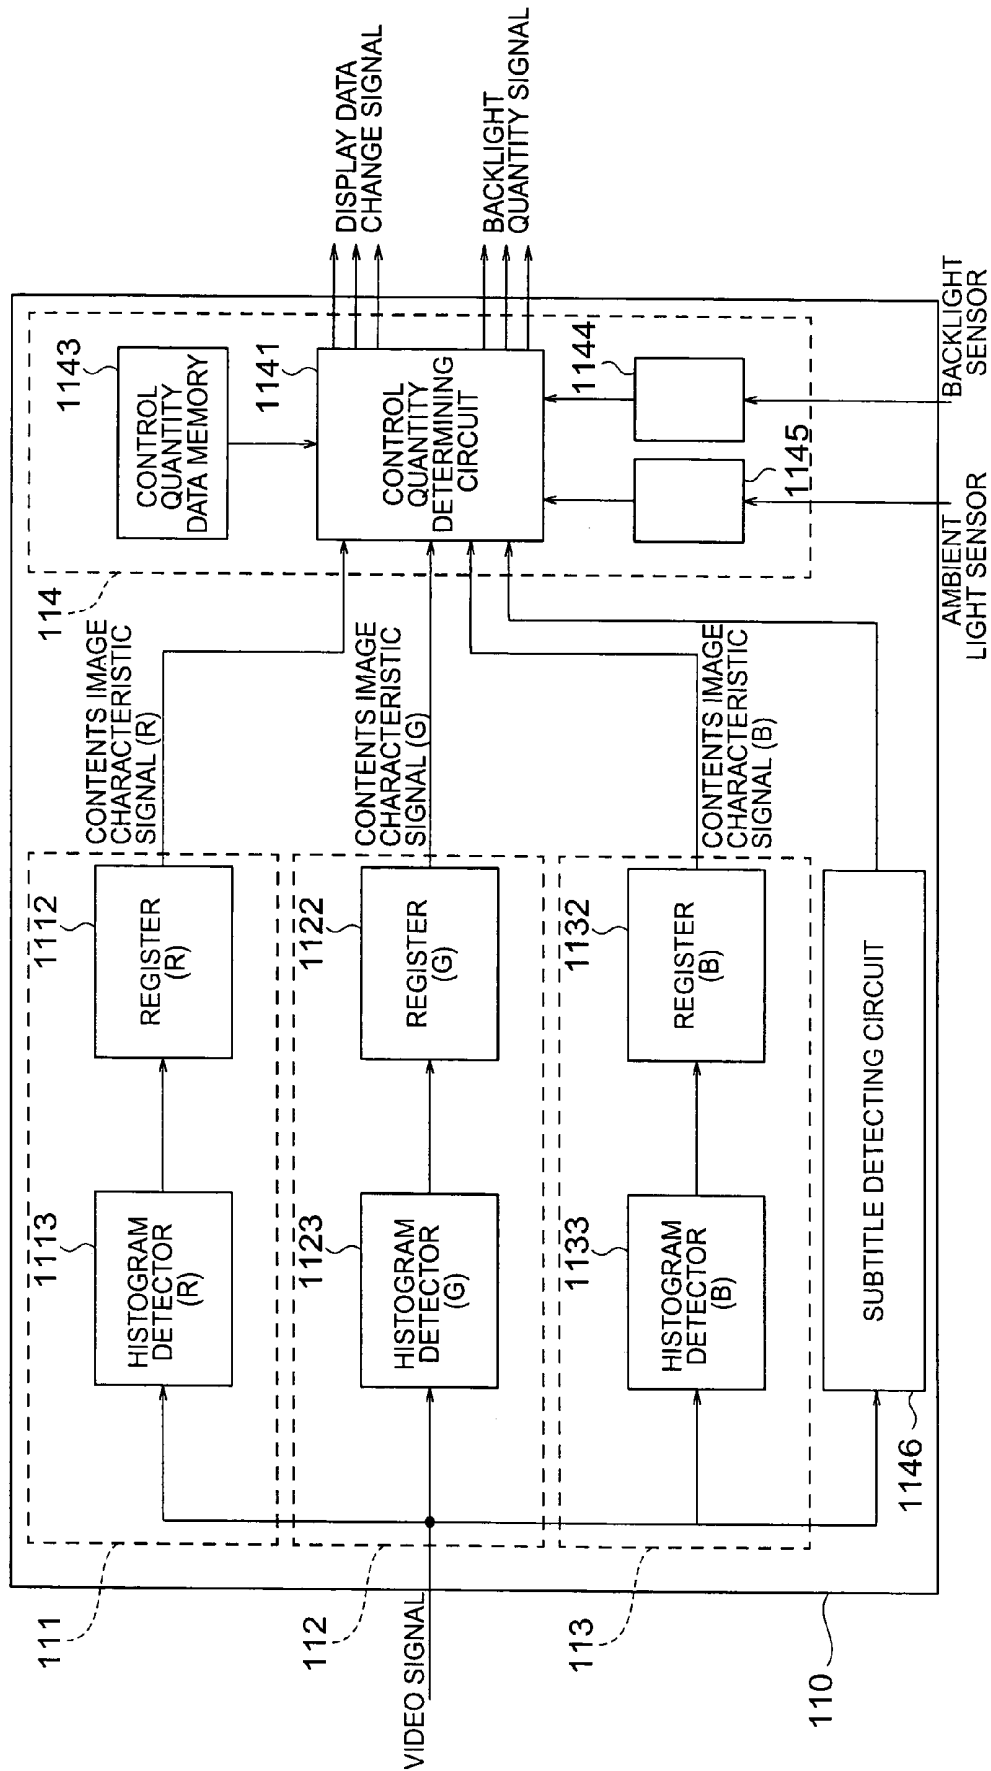 111
1113
HISTOGRAM
DETECTOR
(R)
1112
REGISTER
(R)
CONTENTS IMAGE
CHARACTERISTIC
SIGNAL (R)
114
1143
CONTROL
QUANTITY
DATA MEMORY
1141
CONTROL
QUANTITY
DETERMINING
CIRCUIT
DISPLAY DATA
CHANGE SIGNAL
BACKLIGHT
QUANTITY SIGNAL
112
VIDEO SIGNAL
1123
HISTOGRAM
DETECTOR
(G)
1122
REGISTER
(G)
CONTENTS IMAGE
CHARACTERISTIC
SIGNAL (G)
1144
1145
113
1133
HISTOGRAM
DETECTOR
(B)
1132
REGISTER
(B)
CONTENTS IMAGE
CHARACTERISTIC
SIGNAL (B)
110
1146
SUBTITLE DETECTING CIRCUIT
AMBIENT
LIGHT SENSOR
BACKLIGHT
SENSOR